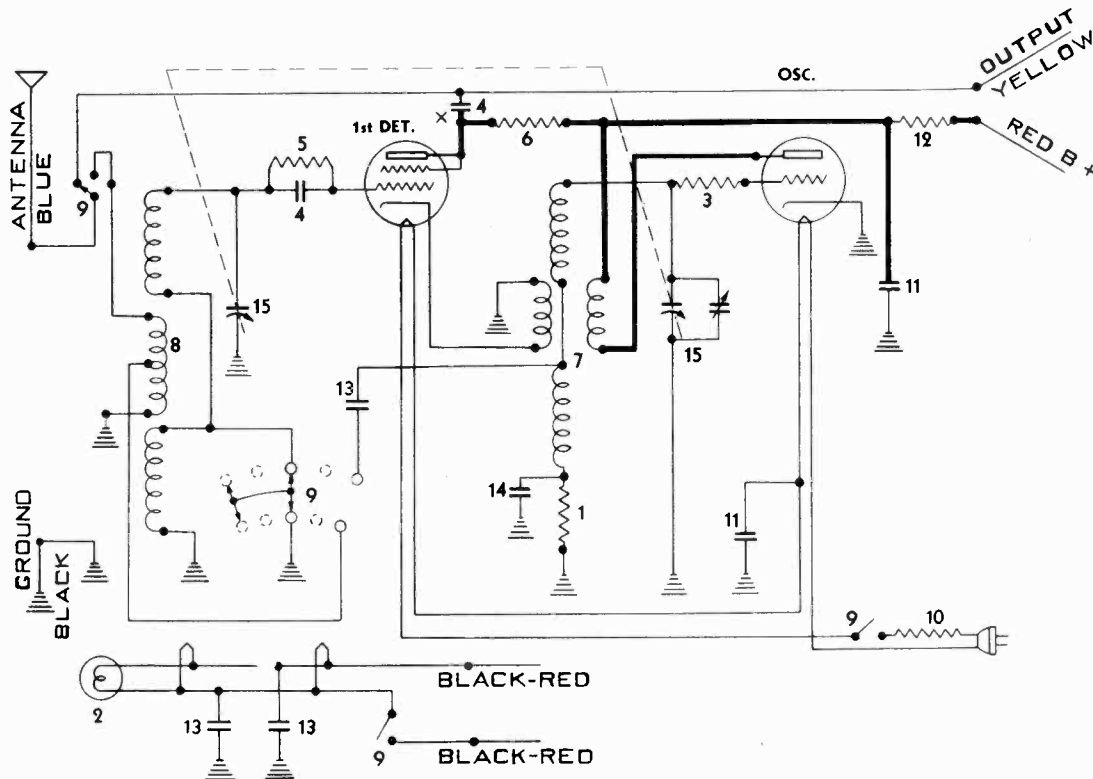 OUTPUT
YELLOW
OSC.
4
X
RED B +
ANTENNA
BLUE
1st DET.
6
12
5
9
4
3
15
11
8
7
15
13
9
14
1
11
GROUND
BLACK
9
10
BLACK-RED
2
13
13
9
BLACK-RED